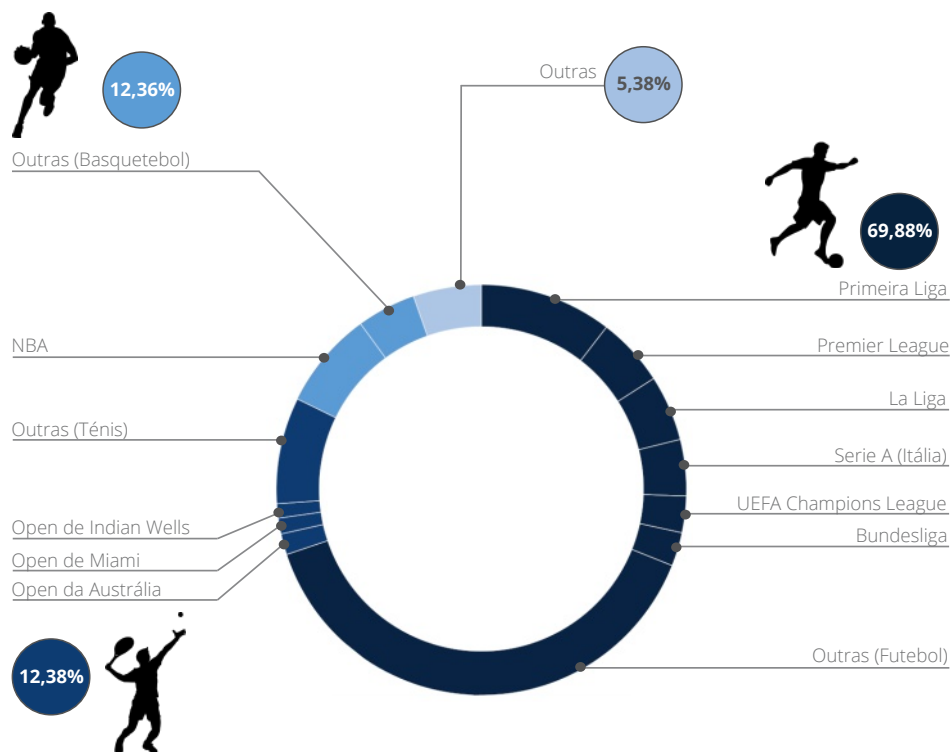 12,36%
Outras
5,38%
Outras (Basquetebol)
69,88%
Primeira Liga
NBA
Premier League
La Liga
Outras (Ténis)
Serie A (Itália)
UEFA Champions League
Open de Indian Wells
Bundesliga
Open de Miami
Open da Austrália
Outras (Futebol)
12,38%